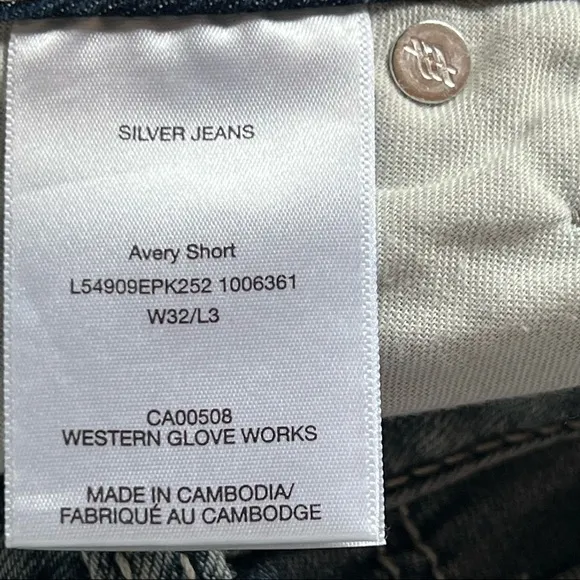 SILVER JEANS
Avery Short
L54909EPK252 1006361
W32/L3
CA00508
WESTERN GLOVE WORKS
MADE IN CAMBODIA/
FABRIQUÉ AU CAMBODGE